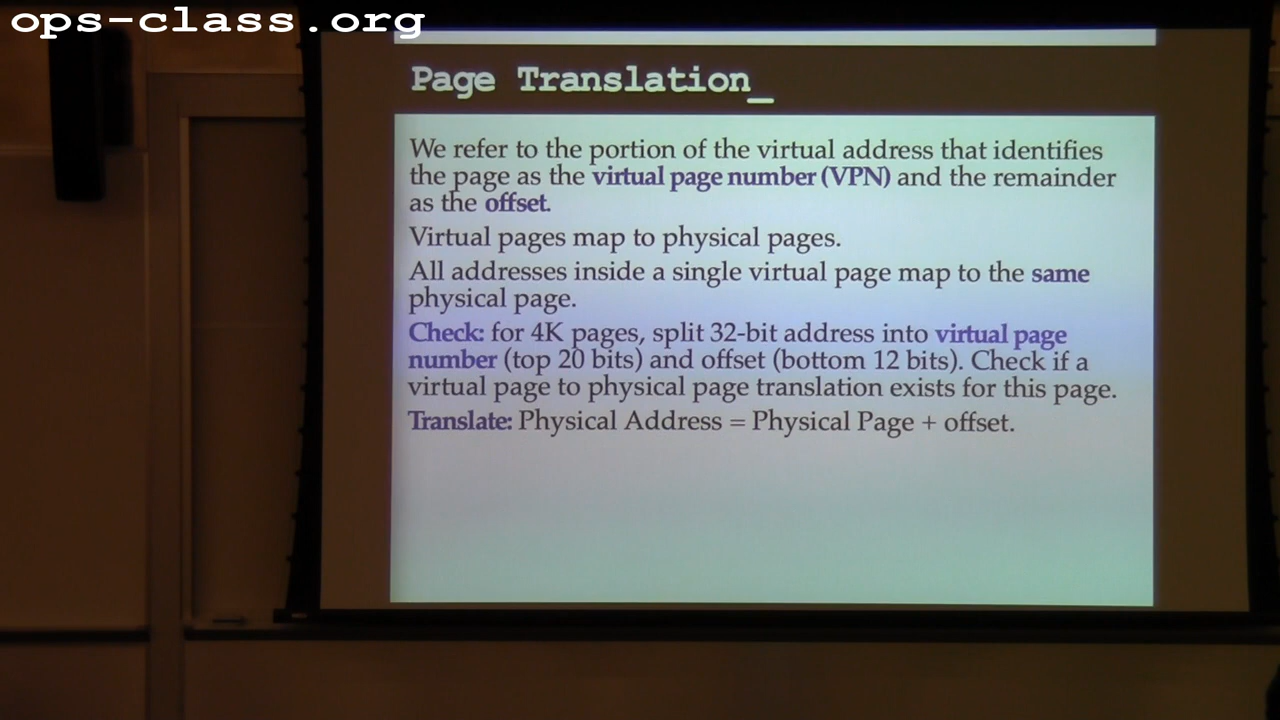 ops-class.org
Page Translation_
We refer to the portion of the virtual address that identifies
the page as the virtual page number (VPN) and the remainder
as the offset.
Virtual pages map to physical pages.
All addresses inside a single virtual page map to the same
physical page.
Check: for 4K pages, split 32-bit address into virtual page
number (top 20 bits) and offset (bottom 12 bits). Check if a
virtual page to physical page translation exists for this page.
Translate: Physical Address = Physical Page + offset.